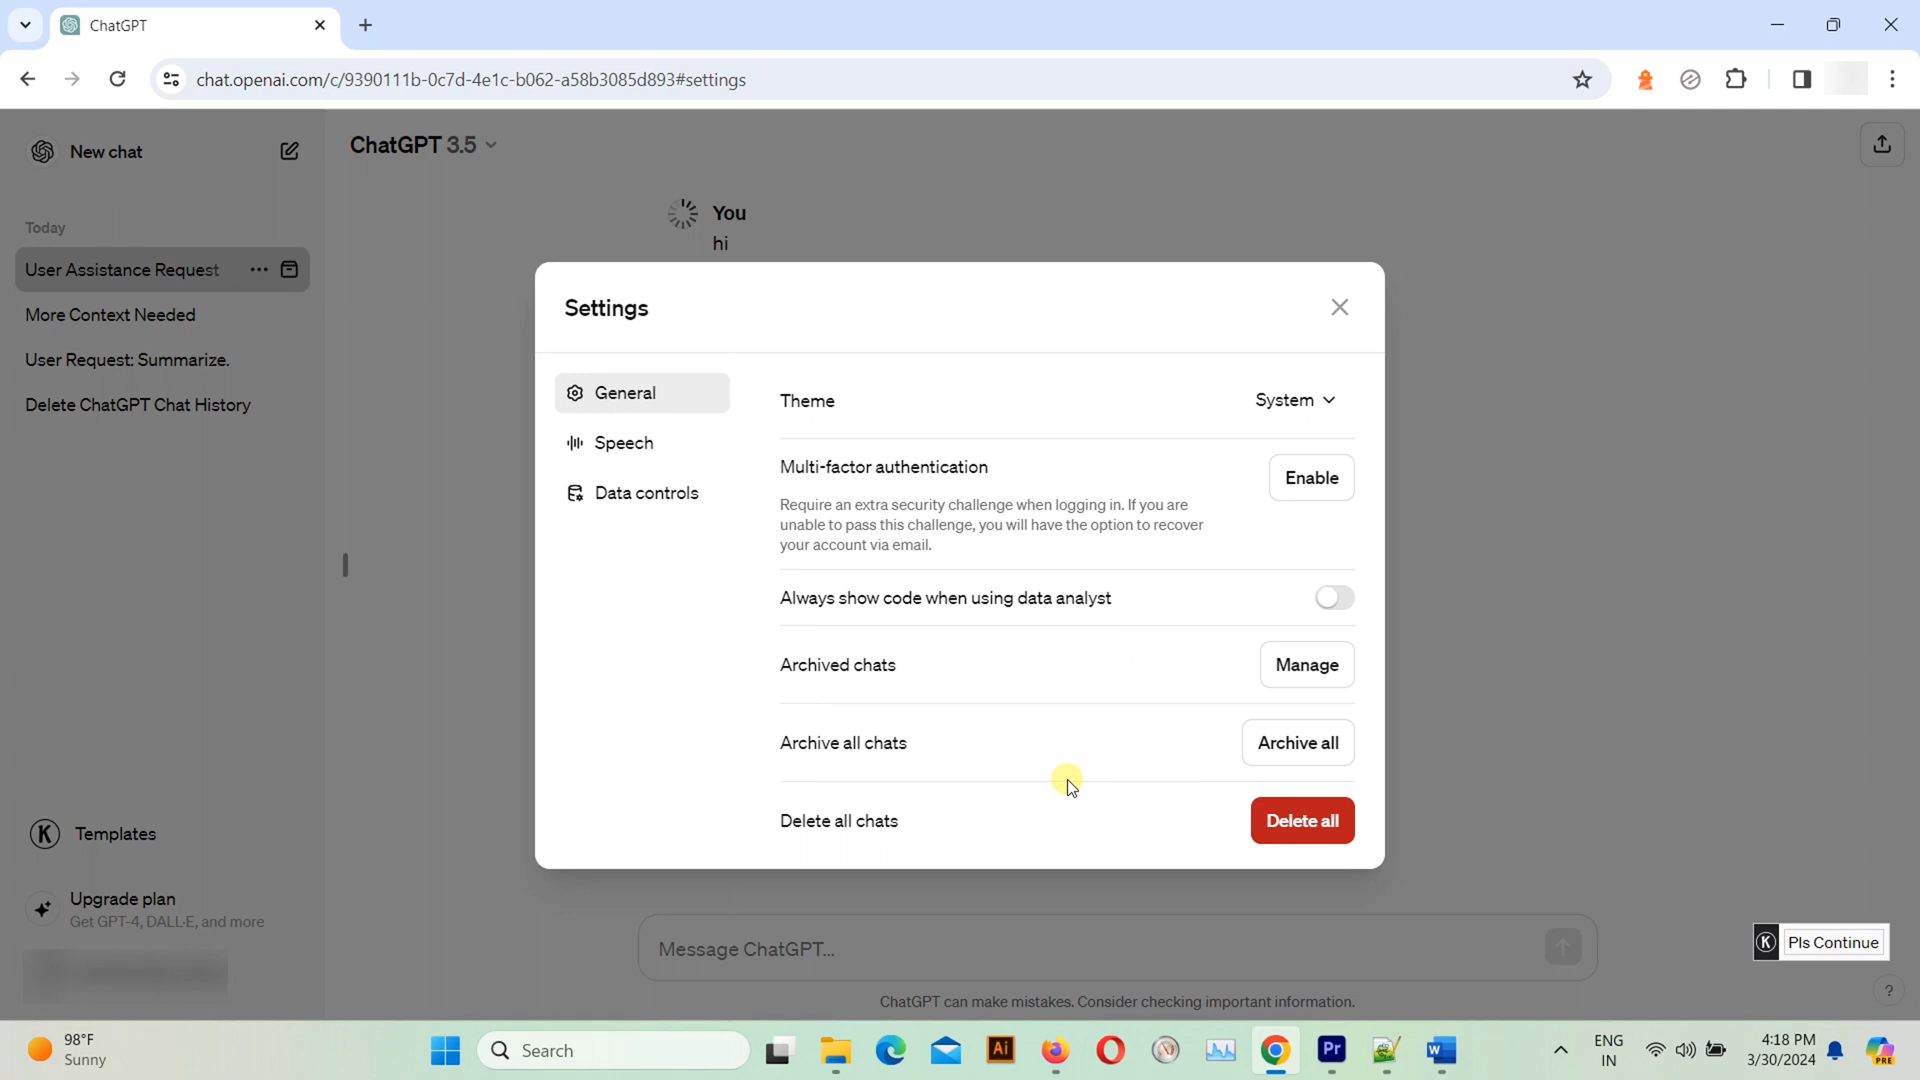 ChatGPT
chat.openai.com/c/9390111b-0c7d-4e1c-b062-a58b3085d893#settings
New chat
ChatGPT 3.5
Today
User Assistance Request
More Context Needed
User Request: Summarize.
Delete ChatGPT Chat History
You
hi
Settings
General
Speech
Data controls
Theme
System
Multi-factor authentication
Enable
Require an extra security challenge when logging in. If you are
unable to pass this challenge, you will have the option to recover
your account via email.
Always show code when using data analyst
Archived chats
Manage
Archive all chats
Archive all
Delete all chats
Delete all
K Templates
Upgrade plan
Get GPT-4, DALL·E, and more
Message ChatGPT...
K Pls Continue
ChatGPT can make mistakes. Consider checking important information.
?
98°F
Sunny
Search
Ai
Pr
W
ENG
IN
4:18 PM
3/30/2024
PRE